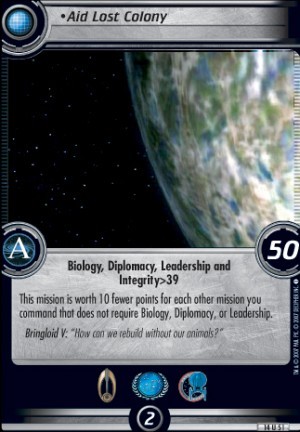 •Aid Lost Colony
A
50
Biology, Diplomacy, Leadership and
Integrity>39
This mission is worth 10 fewer points for each other mission you
command that does not require Biology, Diplomacy, or Leadership.
Bringloid V: "How can we rebuild without our animals?"
2
14 U 51